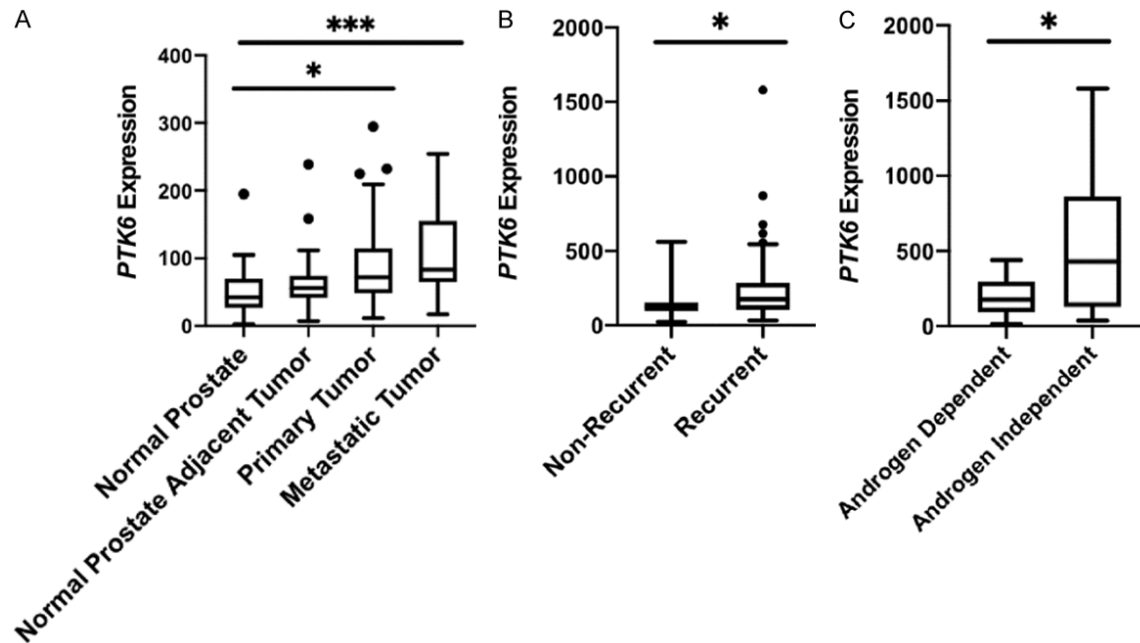 A
***
*
PTK6 Expression
400
300
200
100
0
Normal Prostate
Normal Prostate Adjacent Tumor
Primary Tumor
Metastatic Tumor
B
*
PTK6 Expression
2000
1500
1000
500
0
Non-Recurrent
Recurrent
C
*
PTK6 Expression
2000
1500
1000
500
0
Androgen Dependent
Androgen Independent